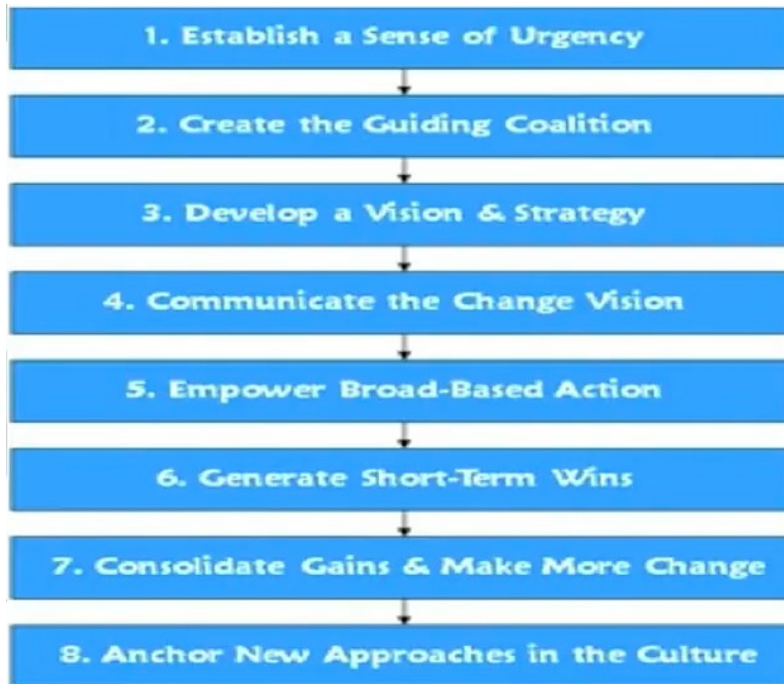 1. Establish a Sense of Urgency
2. Create the Guiding Coalition
3. Develop a Vision & Strategy
4. Communicate the Change Vision
5. Empower Broad-Based Action
6. Generate Short-Term Wins
7. Consolidate Gains & Make More Change
8. Anchor New Approaches in the Culture